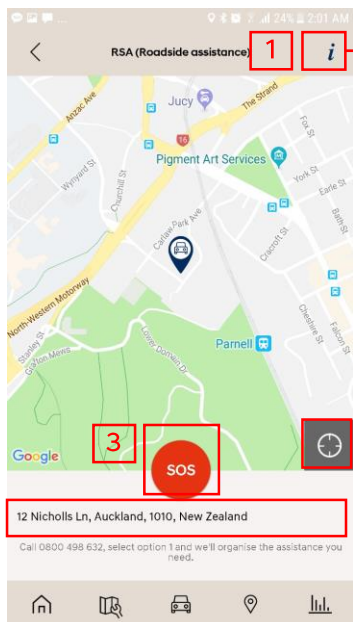 24% 2:01 AM
RSA (Roadside assistance)
1
i
Jucy
The Strand
Anzac Ave
16
Fox St
Pigment Art Services
Churchill St
Wynyard St
York St
Earle St
Bath St
Carlaw Park Ave
Cracroft St
North-Western Motorway
Cheshire St
Falcon St
Stanley St
Grafton Mews
Lower Domain Dr
Parnell
3
Google
SOS
12 Nicholls Ln, Auckland, 1010, New Zealand
Call 0800 498 632, select option 1 and we'll organise the assistance you
need.